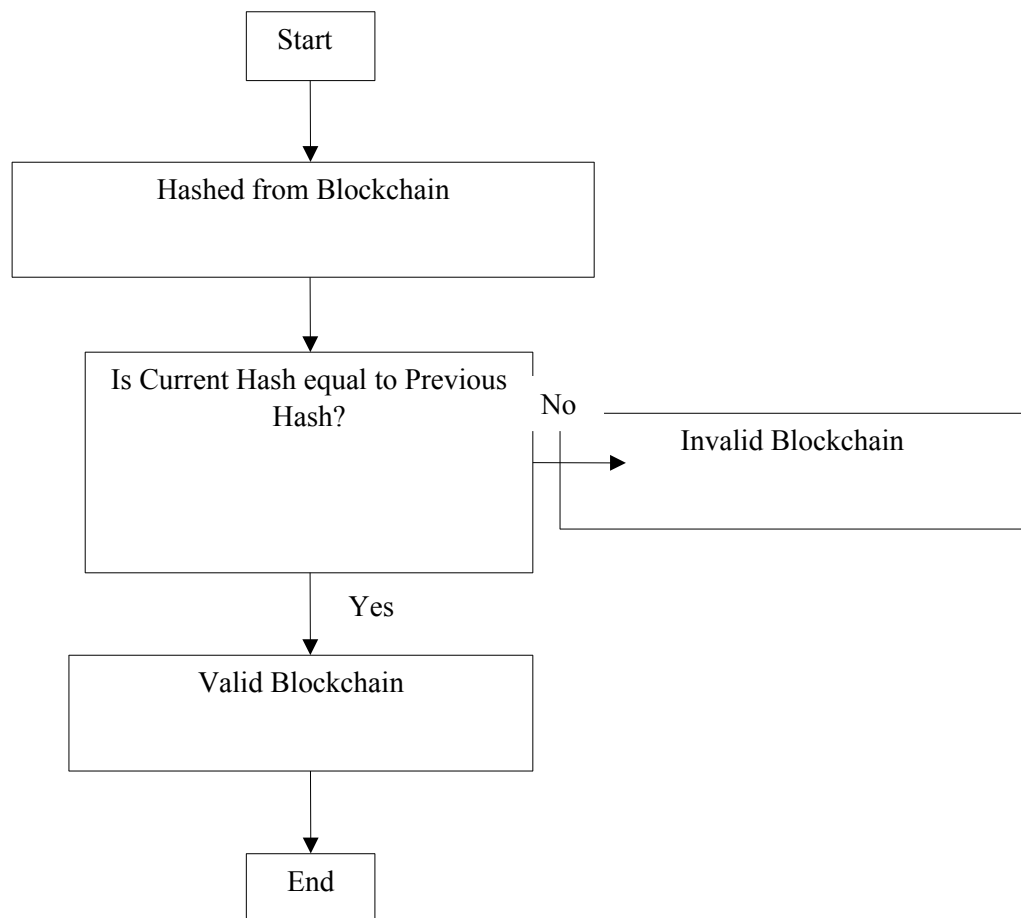 Start
Hashed from Blockchain
Is Current Hash equal to Previous
Hash?
No
Invalid Blockchain
Yes
Valid Blockchain
End